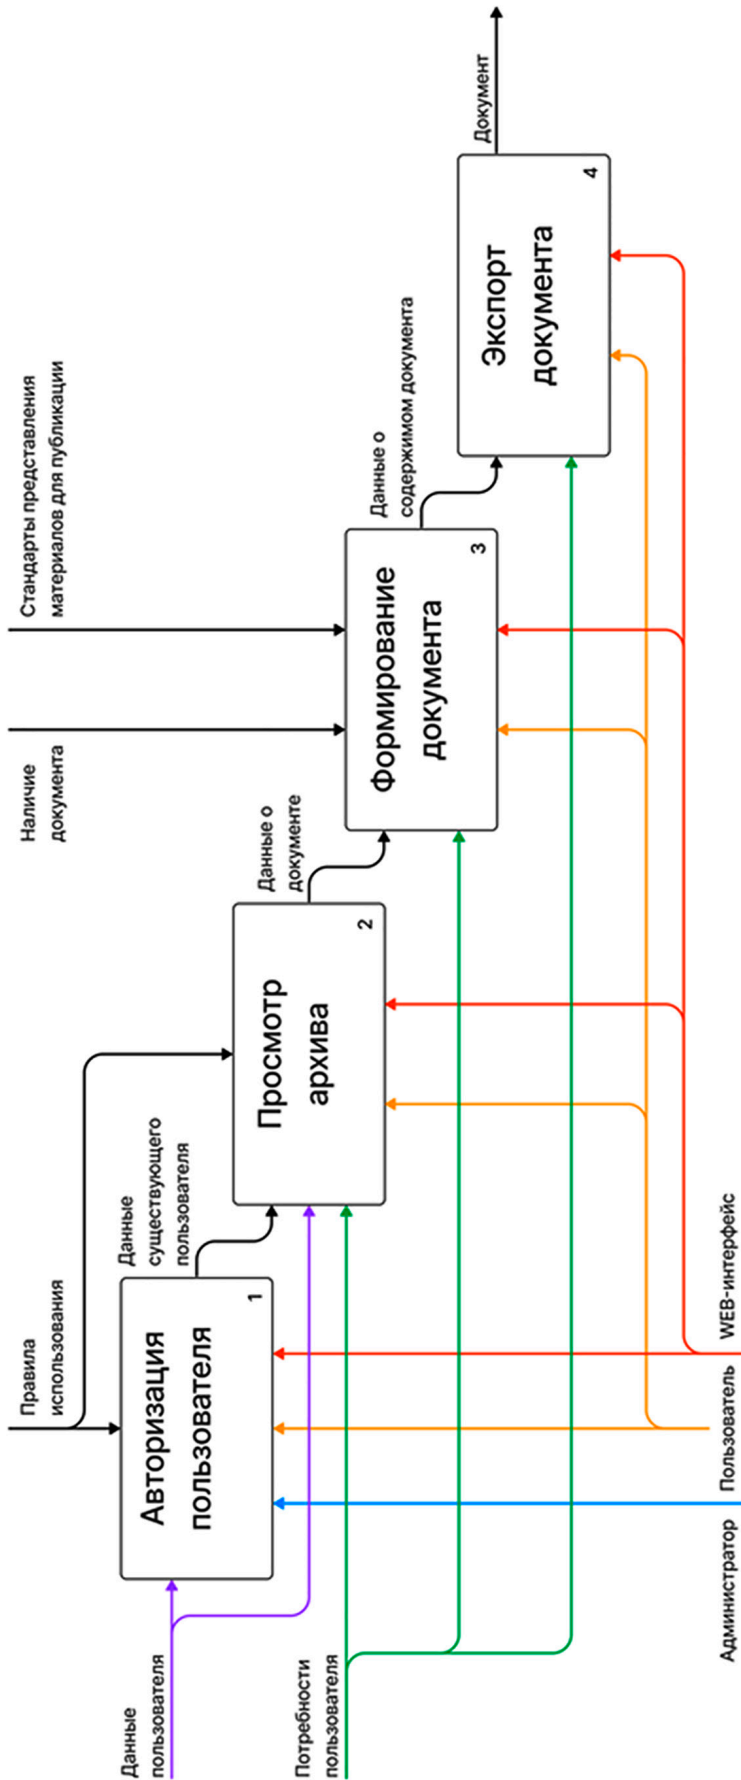 Правила
использования
Наличие
документа
Стандарты представления
материалов для публикации
Данные
пользователя
Авторизация
пользователя
1
Данные
существующего
пользователя
Потребности
пользователя
Просмотр
архива
2
Данные о
документе
Формирование
документа
3
Данные о
содержимом документа
Экспорт
документа
4
Документ
Администратор
Пользователь
WEB-интерфейс